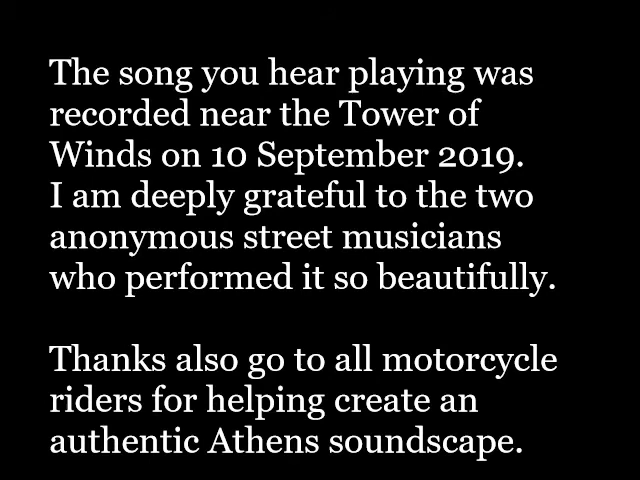 The song you hear playing was
recorded near the Tower of
Winds on 10 September 2019.
I am deeply grateful to the two
anonymous street musicians
who performed it so beautifully.
Thanks also go to all motorcycle
riders for helping create an
authentic Athens soundscape.